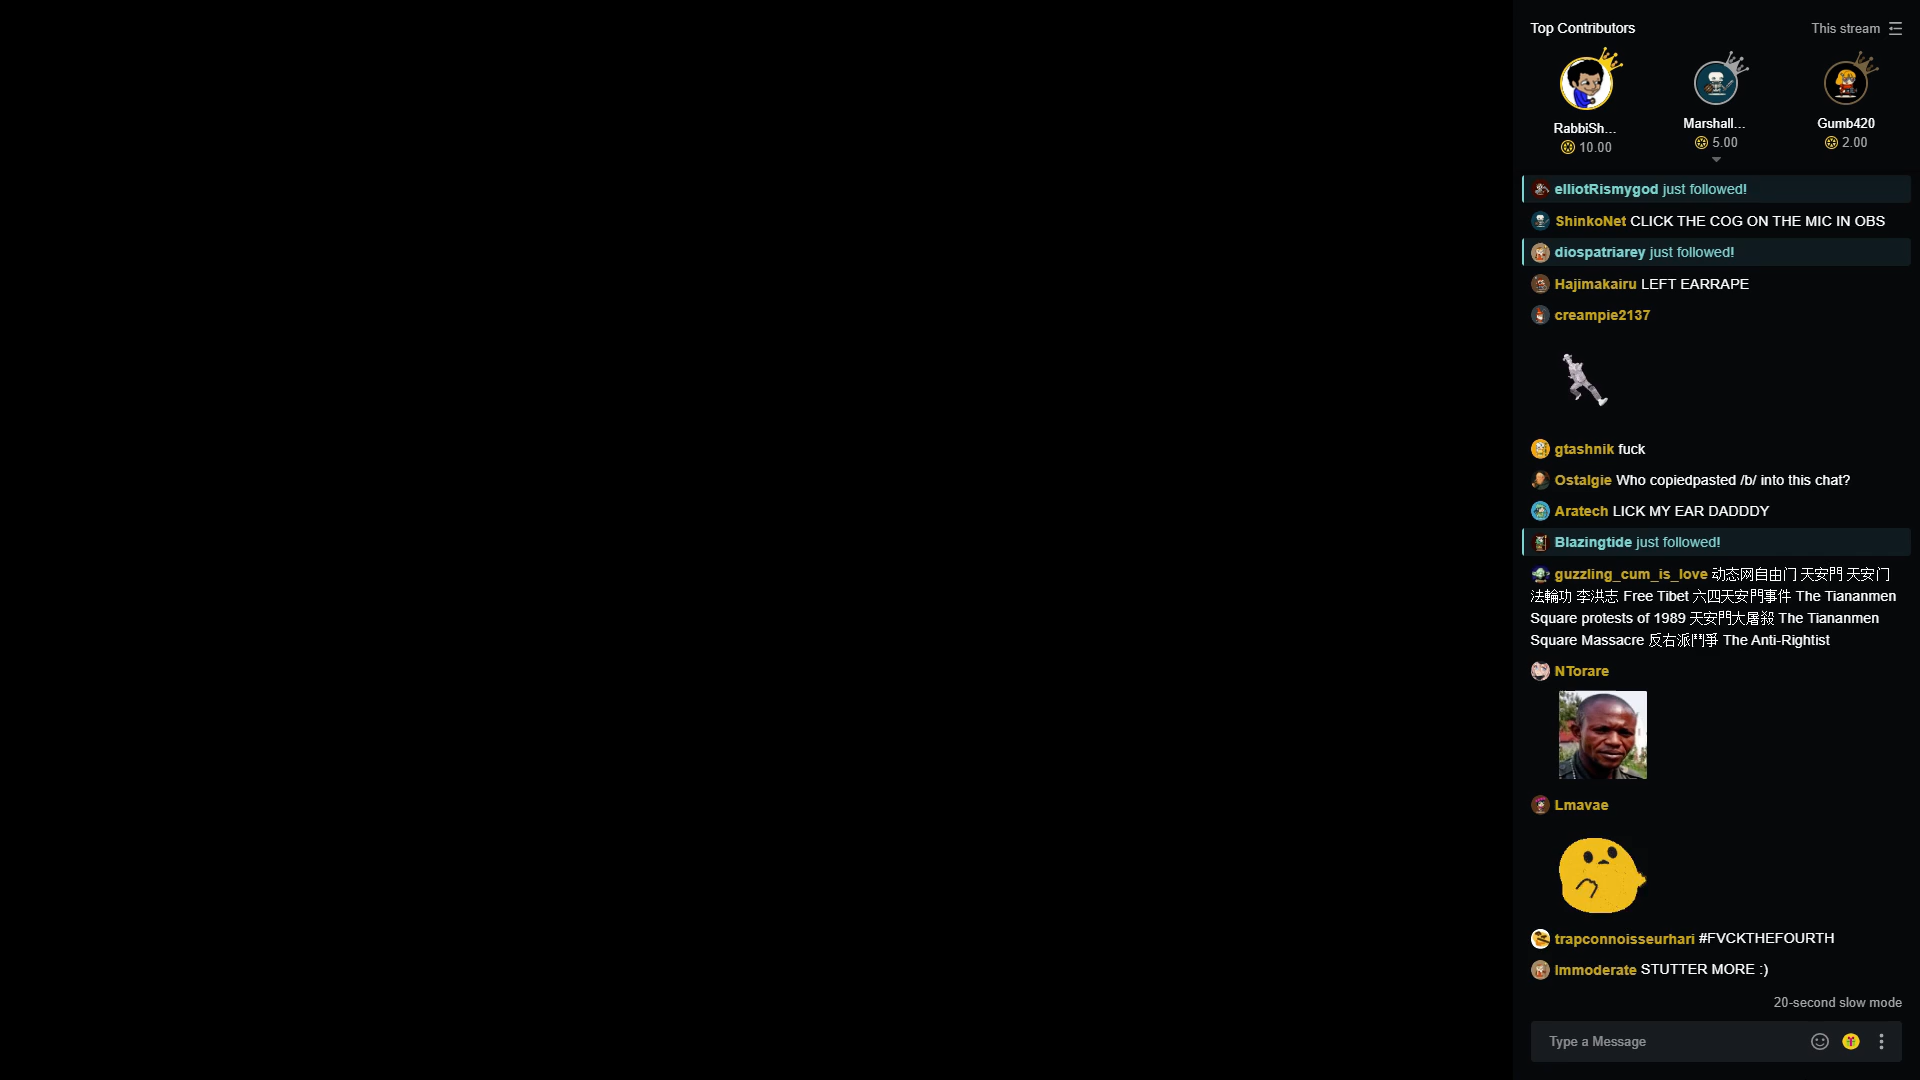 Top Contributors
This stream
RabbiSh...
Marshall...
Gumb420
10.00
5.00
2.00
elliotRismygod just followed!
ShinkoNet CLICK THE COG ON THE MIC IN OBS
diospatriarey just followed!
Hajimakairu LEFT EARRAPE
creampie2137
gtashnik fuck
Ostalgie Who copiedpasted /b/ into this chat?
Aratech LICK MY EAR DADDDY
Blazingtide just followed!
guzzling_cum_is_love 动态网自由门 天安門 天安门
法輪功 李洪志 Free Tibet 六四天安門事件 The Tiananmen
Square protests of 1989 天安門大屠殺 The Tiananmen
Square Massacre 反右派鬥爭 The Anti-Rightist
NTorare
Lmavae
trapconnoisseurhari #FVCKTHEFOURTH
Immoderate STUTTER MORE :)
20-second slow mode
Type a Message